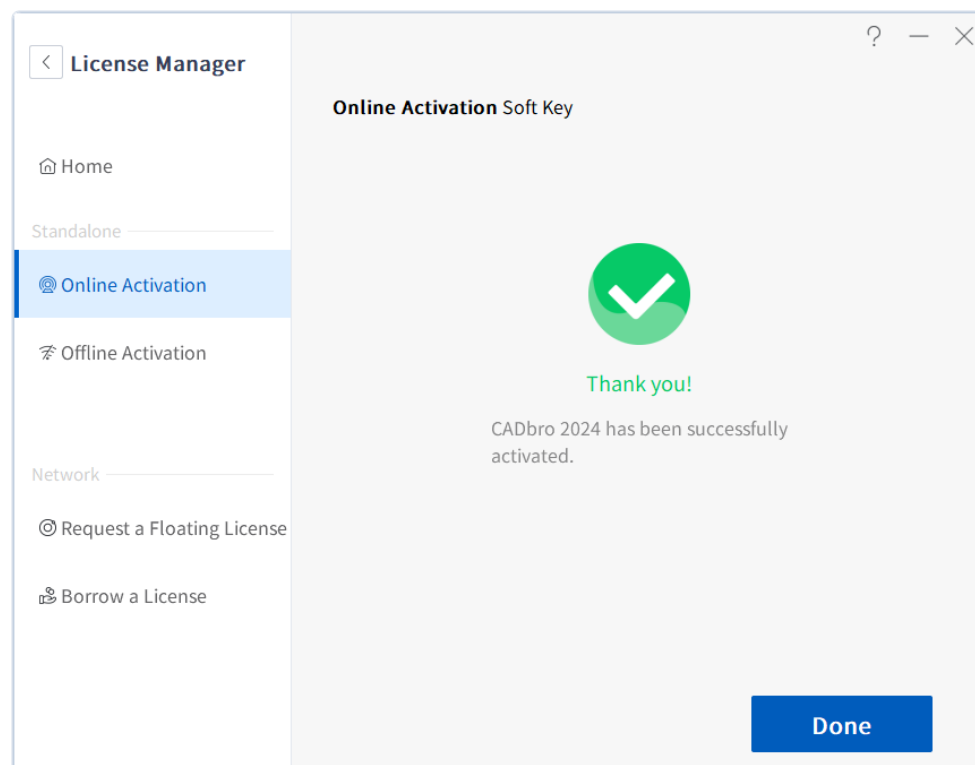 License Manager
Home
Standalone
Online Activation
Offline Activation
Network
Request a Floating License
Borrow a License
?
Online Activation Soft Key
Thank you!
CADbro 2024 has been successfully
activated.
Done